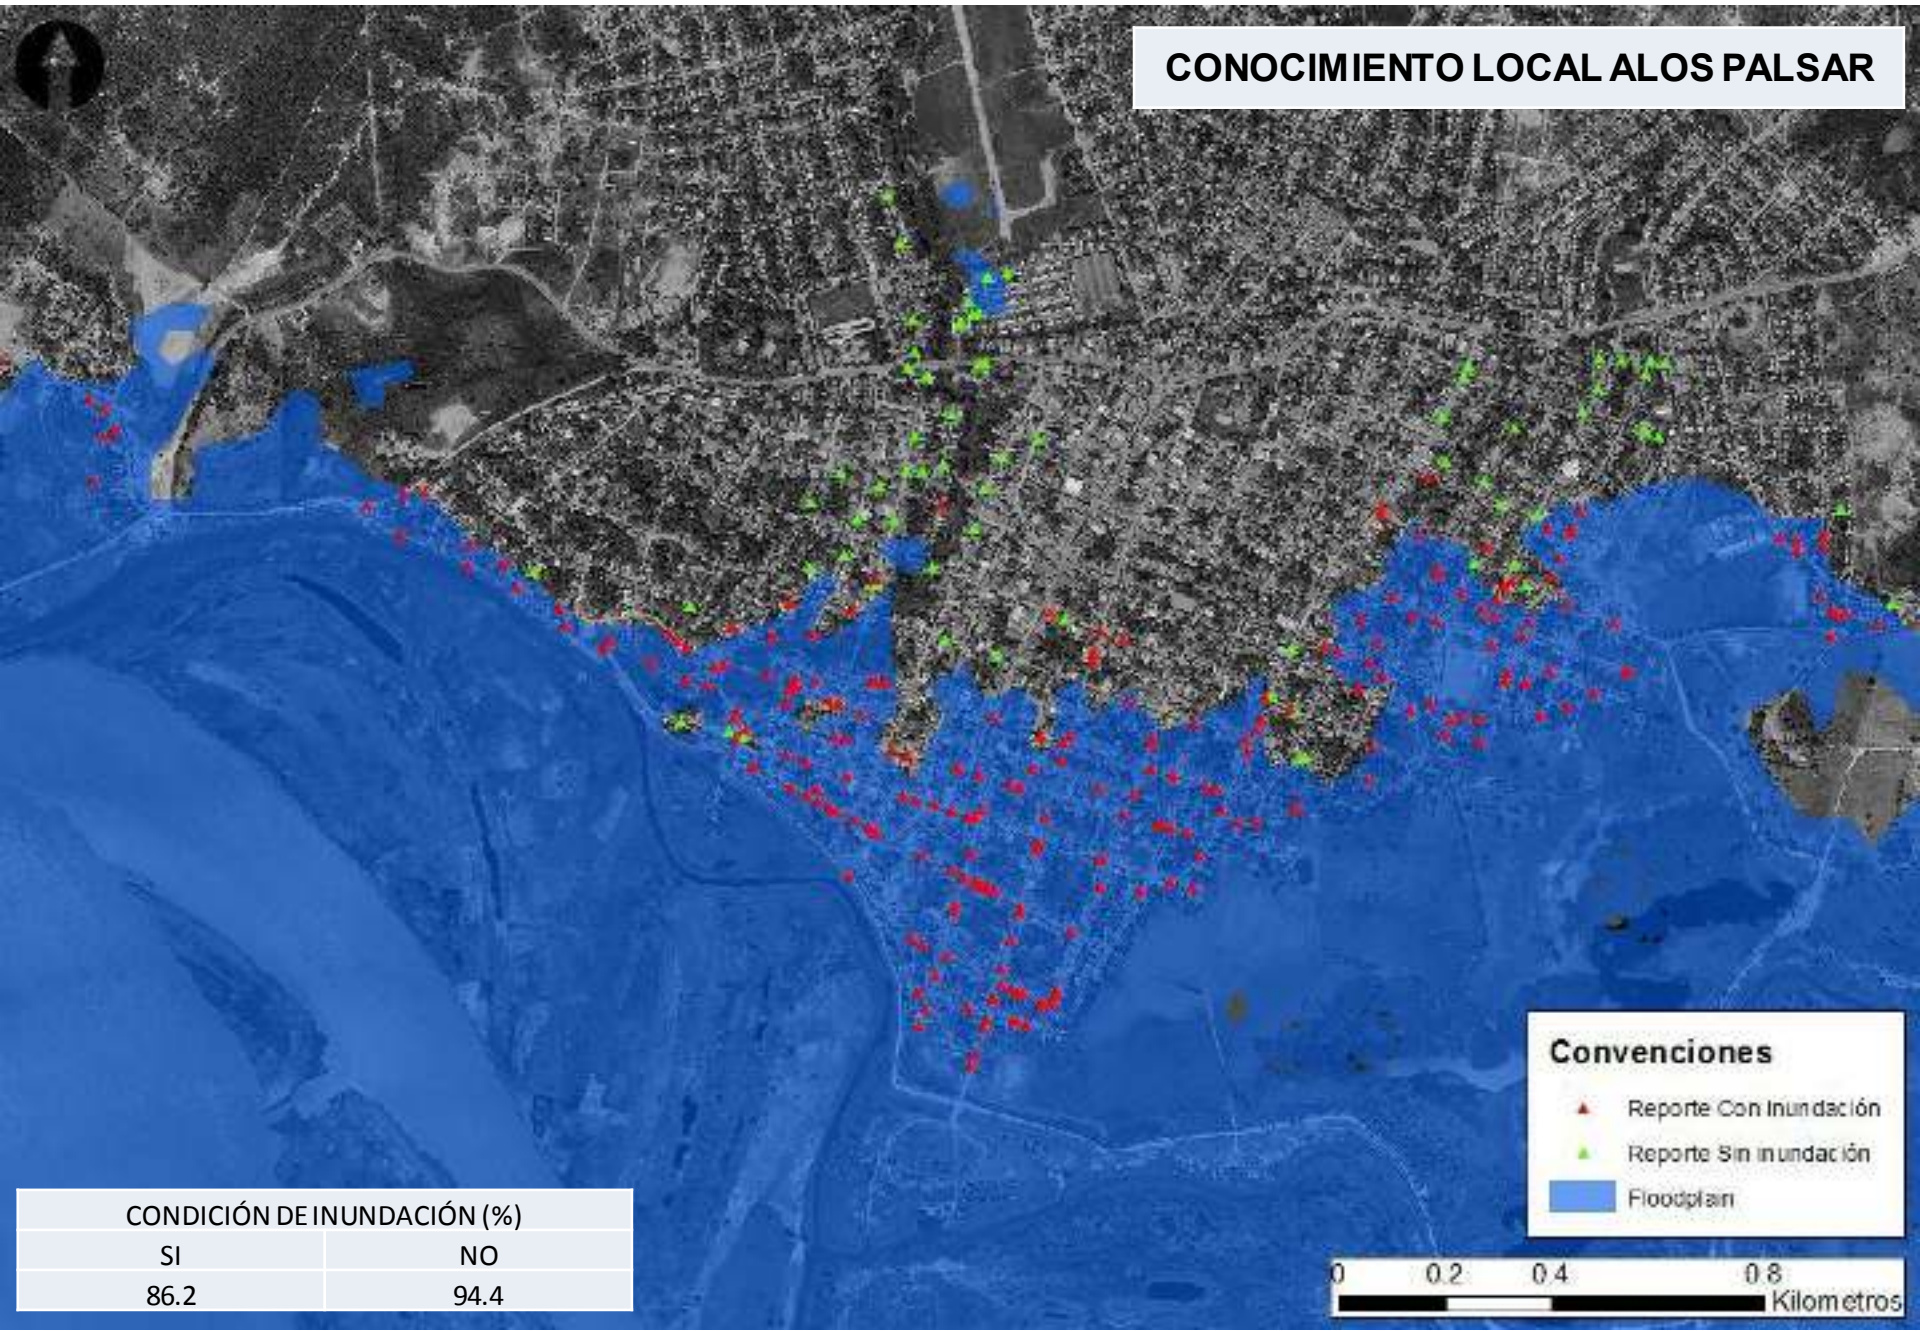 CONOCIMIENTO LOCAL ALOS PALSAR
Convenciones
Reporte Con Inundación
Reporte Sin inundación
Floodplain
CONDICIÓN DE INUNDACIÓN (%)
SI NO
86.2 94.4
0 0.2 0.4 0.8
Kilometros